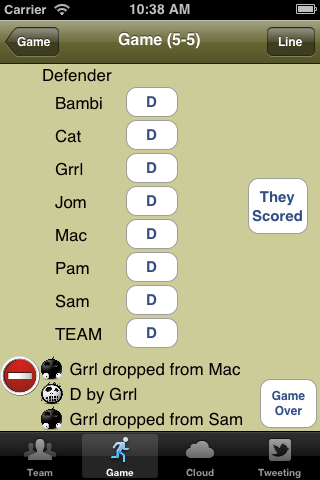 Carrier 10:38 AM
Game Game (5-5) Line
Defender
Bambi D
Cat D
Grrl D
Jom D
Mac D
Pam D
Sam D
TEAM D
They
Scored
Grrl dropped from Mac
D by Grrl
Grrl dropped from Sam
Game
Over
Team Game Cloud Tweeting